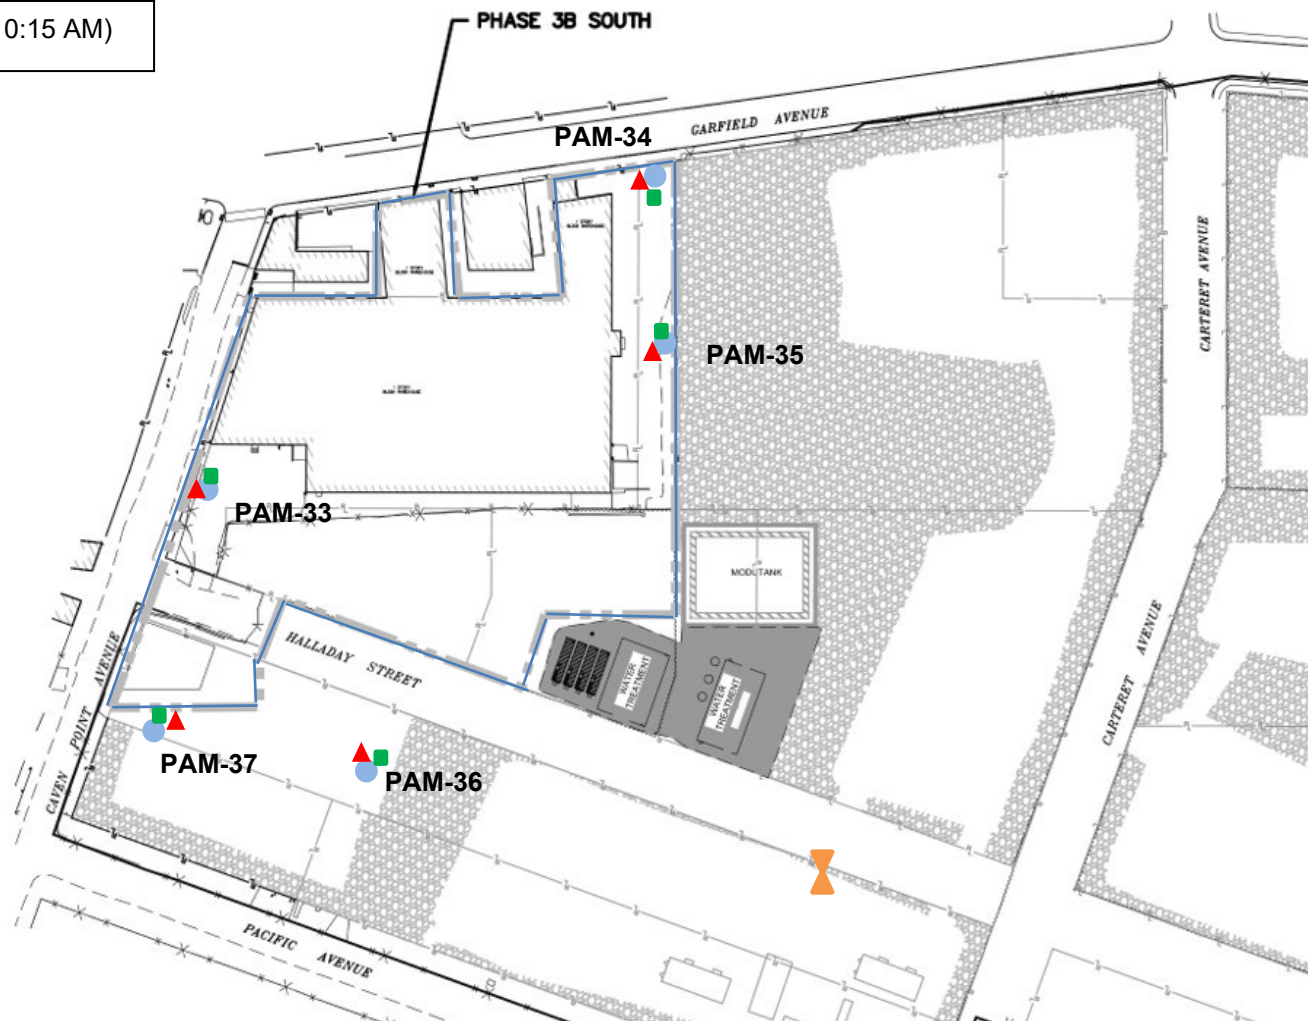 0:15 AM)
PHASE 3B SOUTH
PAM-34
GARFIELD AVENUE
CARTERET AVENUE
PAM-35
PAM-33
MODUTANK
HALLADAY STREET
WATER
TREATMENT
WATER
TREATMENT
CAVEN POINT AVENUE
PAM-37
PAM-36
CARTERET AVENUE
PACIFIC
AVENUE